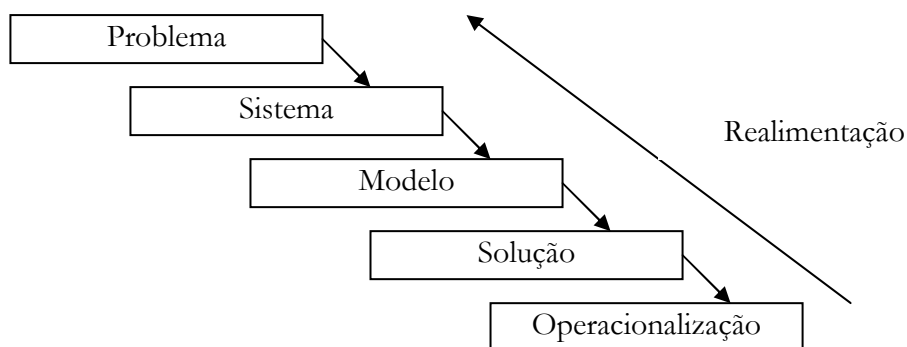 Problema
Sistema
Realimentação
Modelo
Solução
Operacionalização